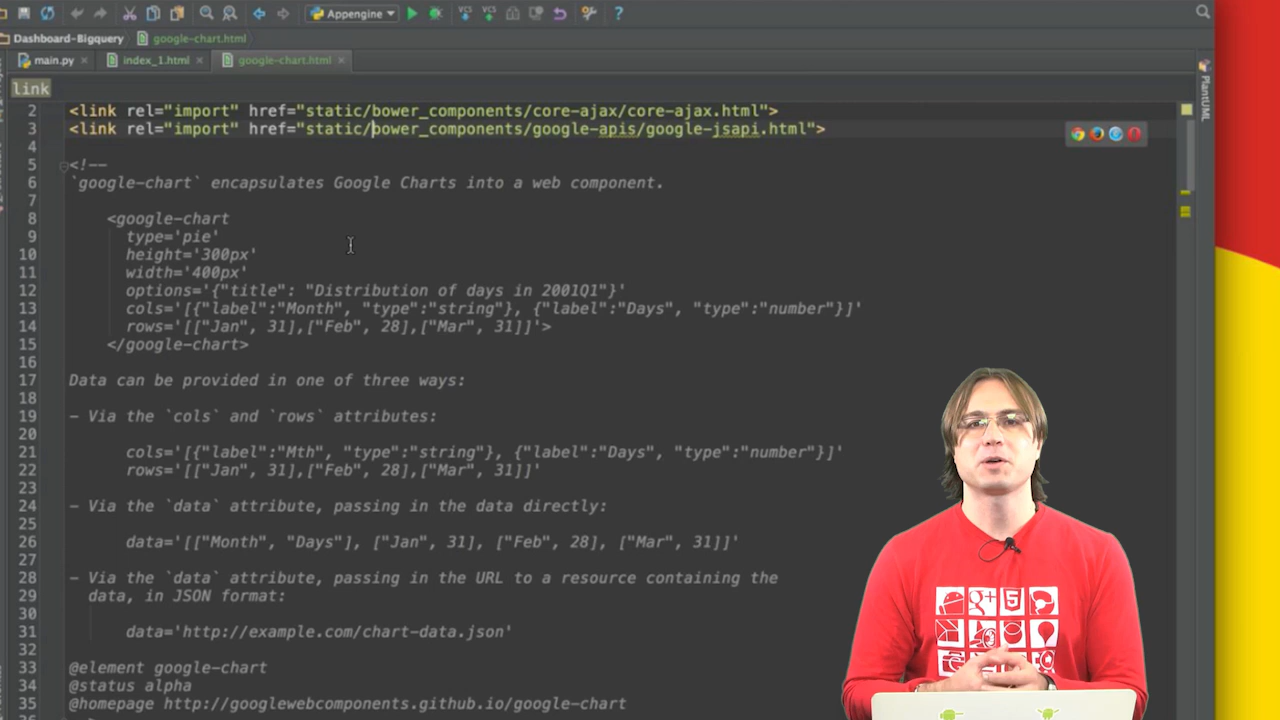 Appengine
Dashboard-Bigquery google-chart.html
main.py index_1.html google-chart.html
PlantUML
link
2 <link rel="import" href="static/bower_components/core-ajax/core-ajax.html">
3 <link rel="import" href="static/bower_components/google-apis/google-jsapi.html">
4
5 <!--
6 `google-chart` encapsulates Google Charts into a web component.
7
8 <google-chart
9 type='pie'
10 height='300px'
11 width='400px'
12 options='{"title": "Distribution of days in 2001Q1"}'
13 cols='[{"label":"Month", "type":"string"}, {"label":"Days", "type":"number"}]'
14 rows='[["Jan", 31],["Feb", 28],["Mar", 31]]'>
15 </google-chart>
16
17 Data can be provided in one of three ways:
18
19 - Via the `cols` and `rows` attributes:
20
21 cols='[{"label":"Mth", "type":"string"}, {"label":"Days", "type":"number"}]'
22 rows='[["Jan", 31],["Feb", 28],["Mar", 31]]'
23
24 - Via the `data` attribute, passing in the data directly:
25
26 data='[["Month", "Days"], ["Jan", 31], ["Feb", 28], ["Mar", 31]]'
27
28 - Via the `data` attribute, passing in the URL to a resource containing the
29 data, in JSON format:
30
31 data='http://example.com/chart-data.json'
32
33 @element google-chart
34 @status alpha
35 @homepage http://googlewebcomponents.github.io/google-chart